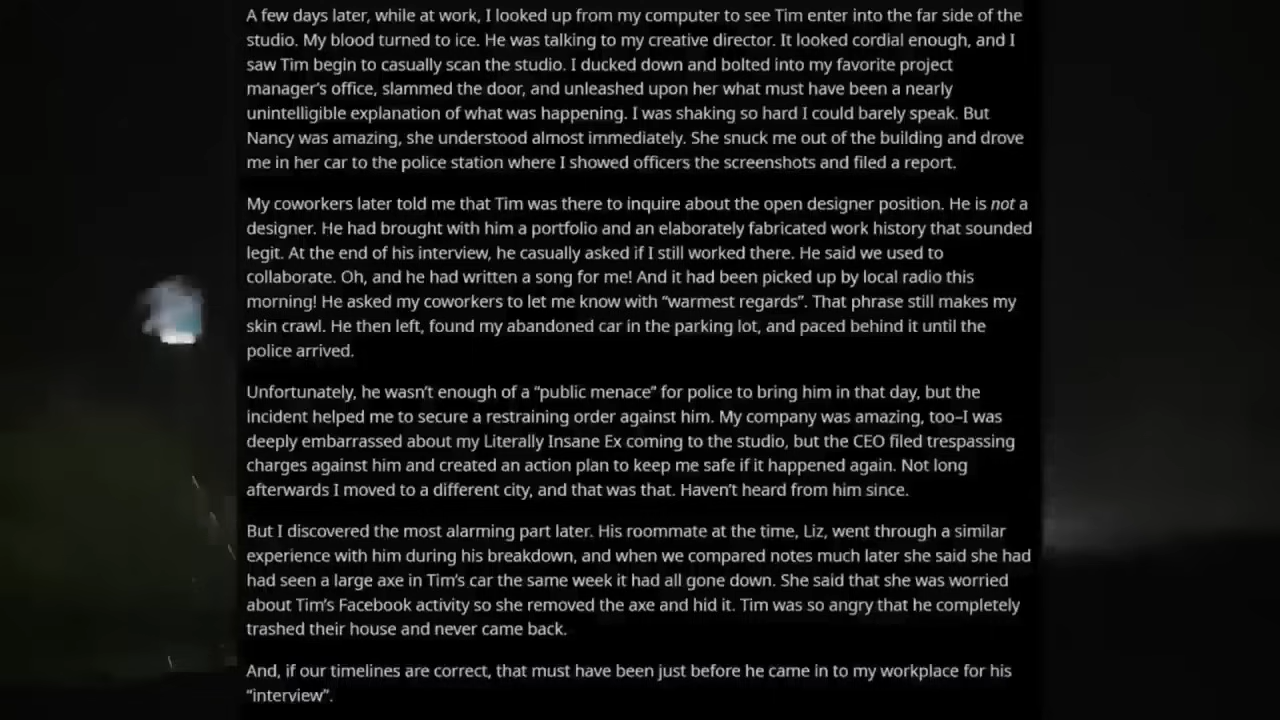 A few days later, while at work, I looked up from my computer to see Tim enter into the far side of the
studio. My blood turned to ice. He was talking to my creative director. It looked cordial enough, and I
saw Tim begin to casually scan the studio. I ducked down and bolted into my favorite project
manager's office, slammed the door, and unleashed upon her what must have been a nearly
unintelligible explanation of what was happening. I was shaking so hard I could barely speak. But
Nancy was amazing, she understood almost immediately. She snuck me out of the building and drove
me in her car to the police station where I showed officers the screenshots and filed a report.
My coworkers later told me that Tim was there to inquire about the open designer position. He is not a
designer. He had brought with him a portfolio and an elaborately fabricated work history that sounded
legit. At the end of his interview, he casually asked if I still worked there. He said we used to
collaborate. Oh, and he had written a song for me! And it had been picked up by local radio this
morning! He asked my coworkers to let me know with “warmest regards”. That phrase still makes my
skin crawl. He then left, found my abandoned car in the parking lot, and paced behind it until the
police arrived.
Unfortunately, he wasn't enough of a “public menace” for police to bring him in that day, but the
incident helped me to secure a restraining order against him. My company was amazing, too–I was
deeply embarrassed about my Literally Insane Ex coming to the studio, but the CEO filed trespassing
charges against him and created an action plan to keep me safe if it happened again. Not long
afterwards I moved to a different city, and that was that. Haven't heard from him since.
But I discovered the most alarming part later. His roommate at the time, Liz, went through a similar
experience with him during his breakdown, and when we compared notes much later she said she had
had seen a large axe in Tim's car the same week it had all gone down. She said that she was worried
about Tim's Facebook activity so she removed the axe and hid it. Tim was so angry that he completely
trashed their house and never came back.
And, if our timelines are correct, that must have been just before he came in to my workplace for his
“interview”.